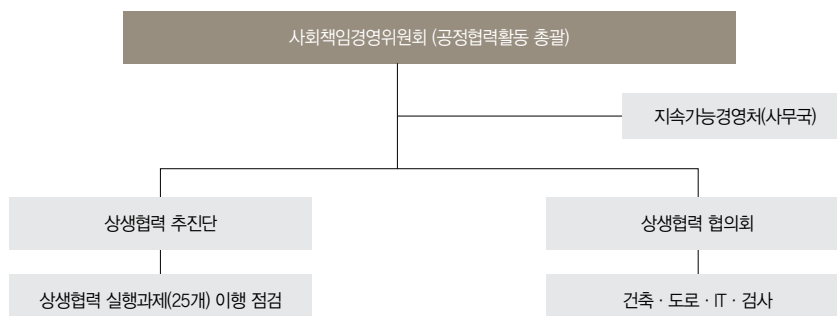 사회책임경영위원회 (공정협력활동 총괄)
지속가능경영처(사무국)
상생협력 추진단
상생협력 협의회
상생협력 실행과제(25개) 이행 점검
건축 · 도로 · IT · 검사